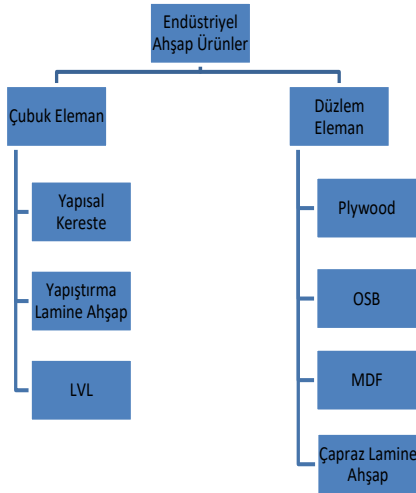 Endüstriyel
Ahşap Ürünler
Çubuk Eleman
Yapısal
Kereste
Yapıştırma
Lamine Ahşap
LVL
Düzlem
Eleman
Plywood
OSB
MDF
Çapraz Lamine
Ahşap